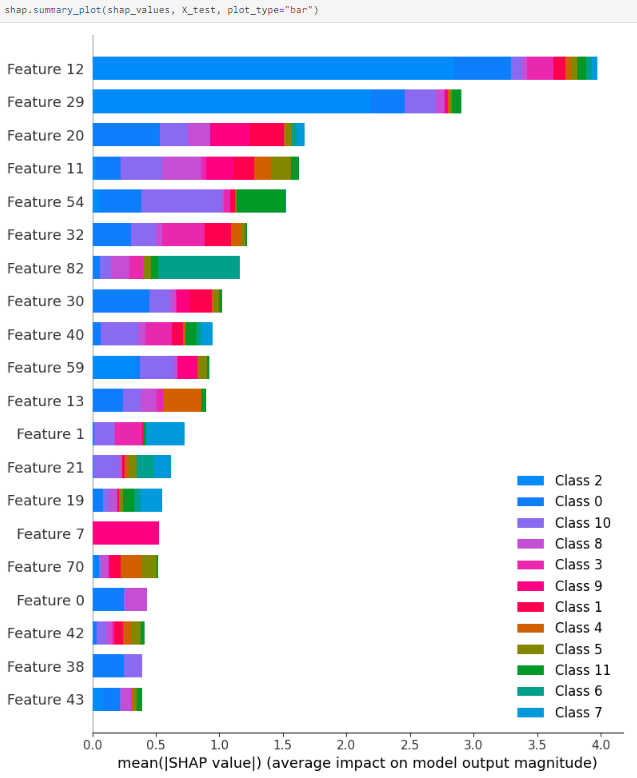 shap.summary_plot(shap_values, X_test, plot_type="bar")
Feature 12
Feature 29
Feature 20
Feature 11
Feature 54
Feature 32
Feature 82
Feature 30
Feature 40
Feature 59
Feature 13
Feature 1
Feature 21
Feature 19
Feature 7
Feature 70
Feature 0
Feature 42
Feature 38
Feature 43
Class 2
Class 0
Class 10
Class 8
Class 3
Class 9
Class 1
Class 4
Class 5
Class 11
Class 6
Class 7
0.0 0.5 1.0 1.5 2.0 2.5 3.0 3.5 4.0
mean(|SHAP value|) (average impact on model output magnitude)